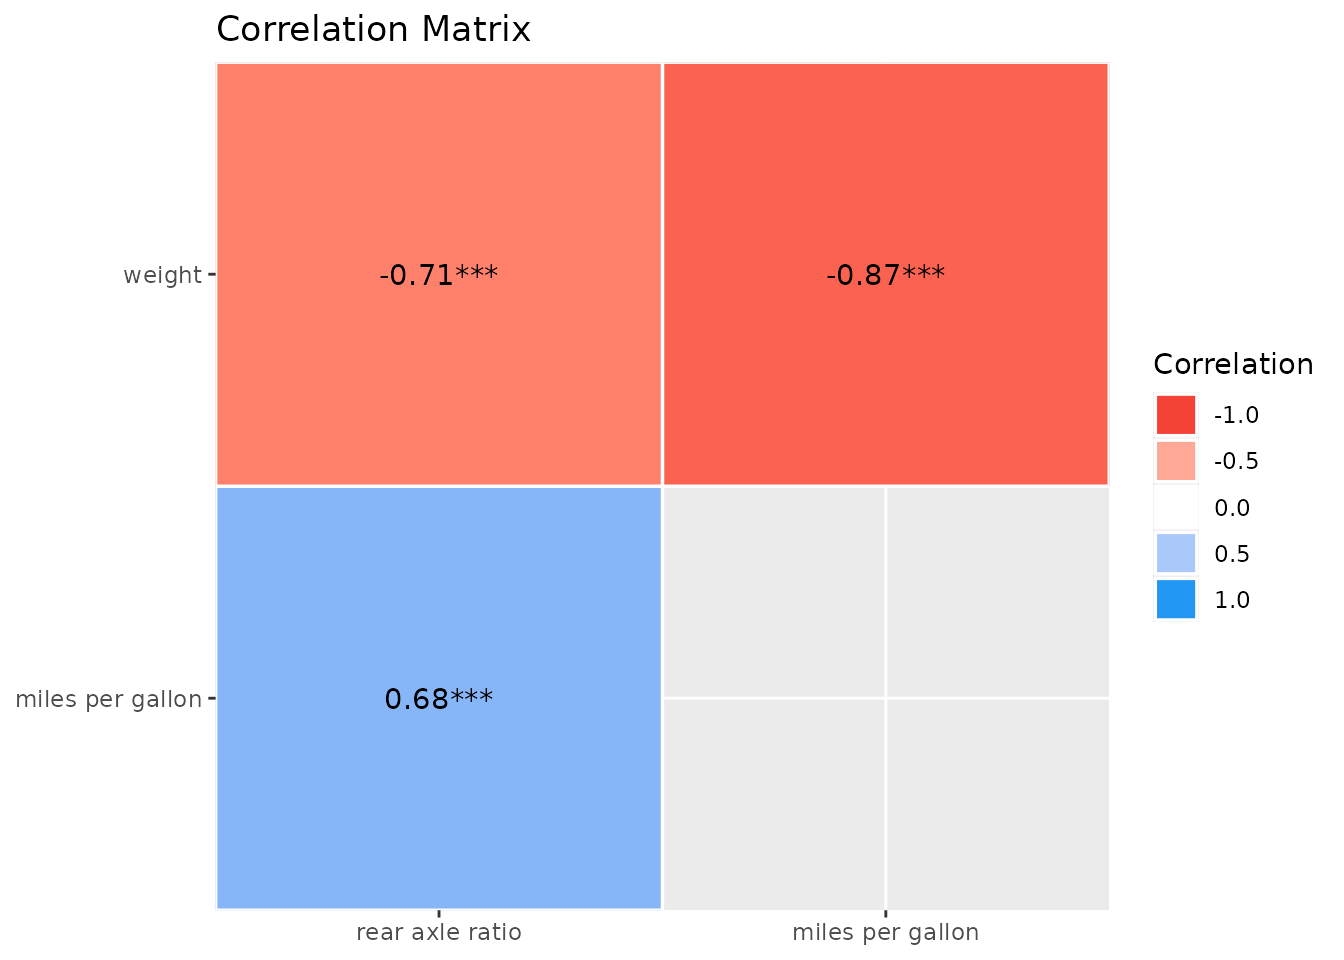 Correlation Matrix
weight
-0.71***
-0.87***
miles per gallon
0.68***
rear axle ratio
miles per gallon
Correlation
-1.0
-0.5
0.0
0.5
1.0